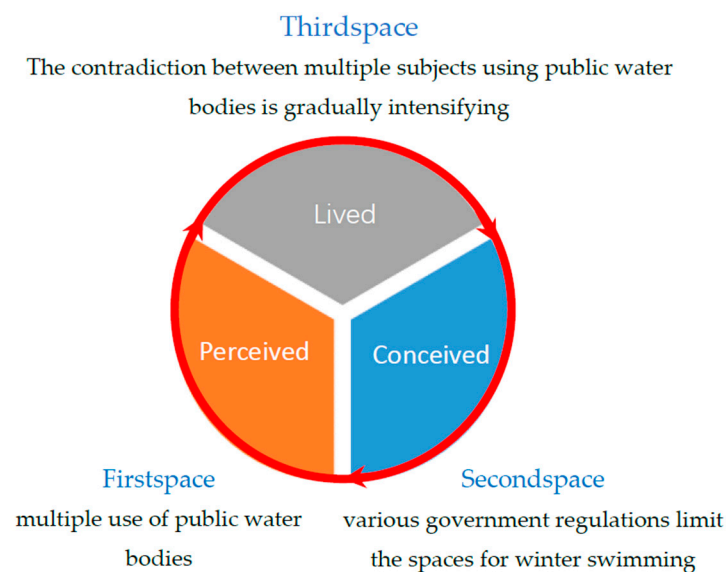 Thirdspace
The contradiction between multiple subjects using public water
bodies is gradually intensifying
Lived
Perceived
Conceived
Firstspace
multiple use of public water
bodies
Secondspace
various government regulations limit
the spaces for winter swimming